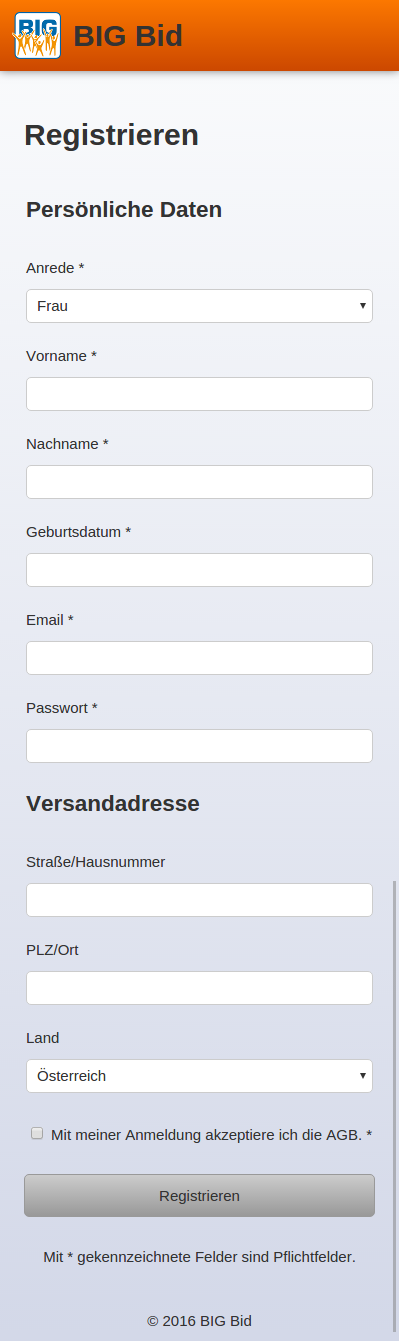 BIG
BIG Bid
Registrieren
Persönliche Daten
Anrede *
Frau
Vorname *
Nachname *
Geburtsdatum *
Email *
Passwort *
Versandadresse
Straße/Hausnummer
PLZ/Ort
Land
Österreich
Mit meiner Anmeldung akzeptiere ich die AGB. *
Registrieren
Mit * gekennzeichnete Felder sind Pflichtfelder.
© 2016 BIG Bid